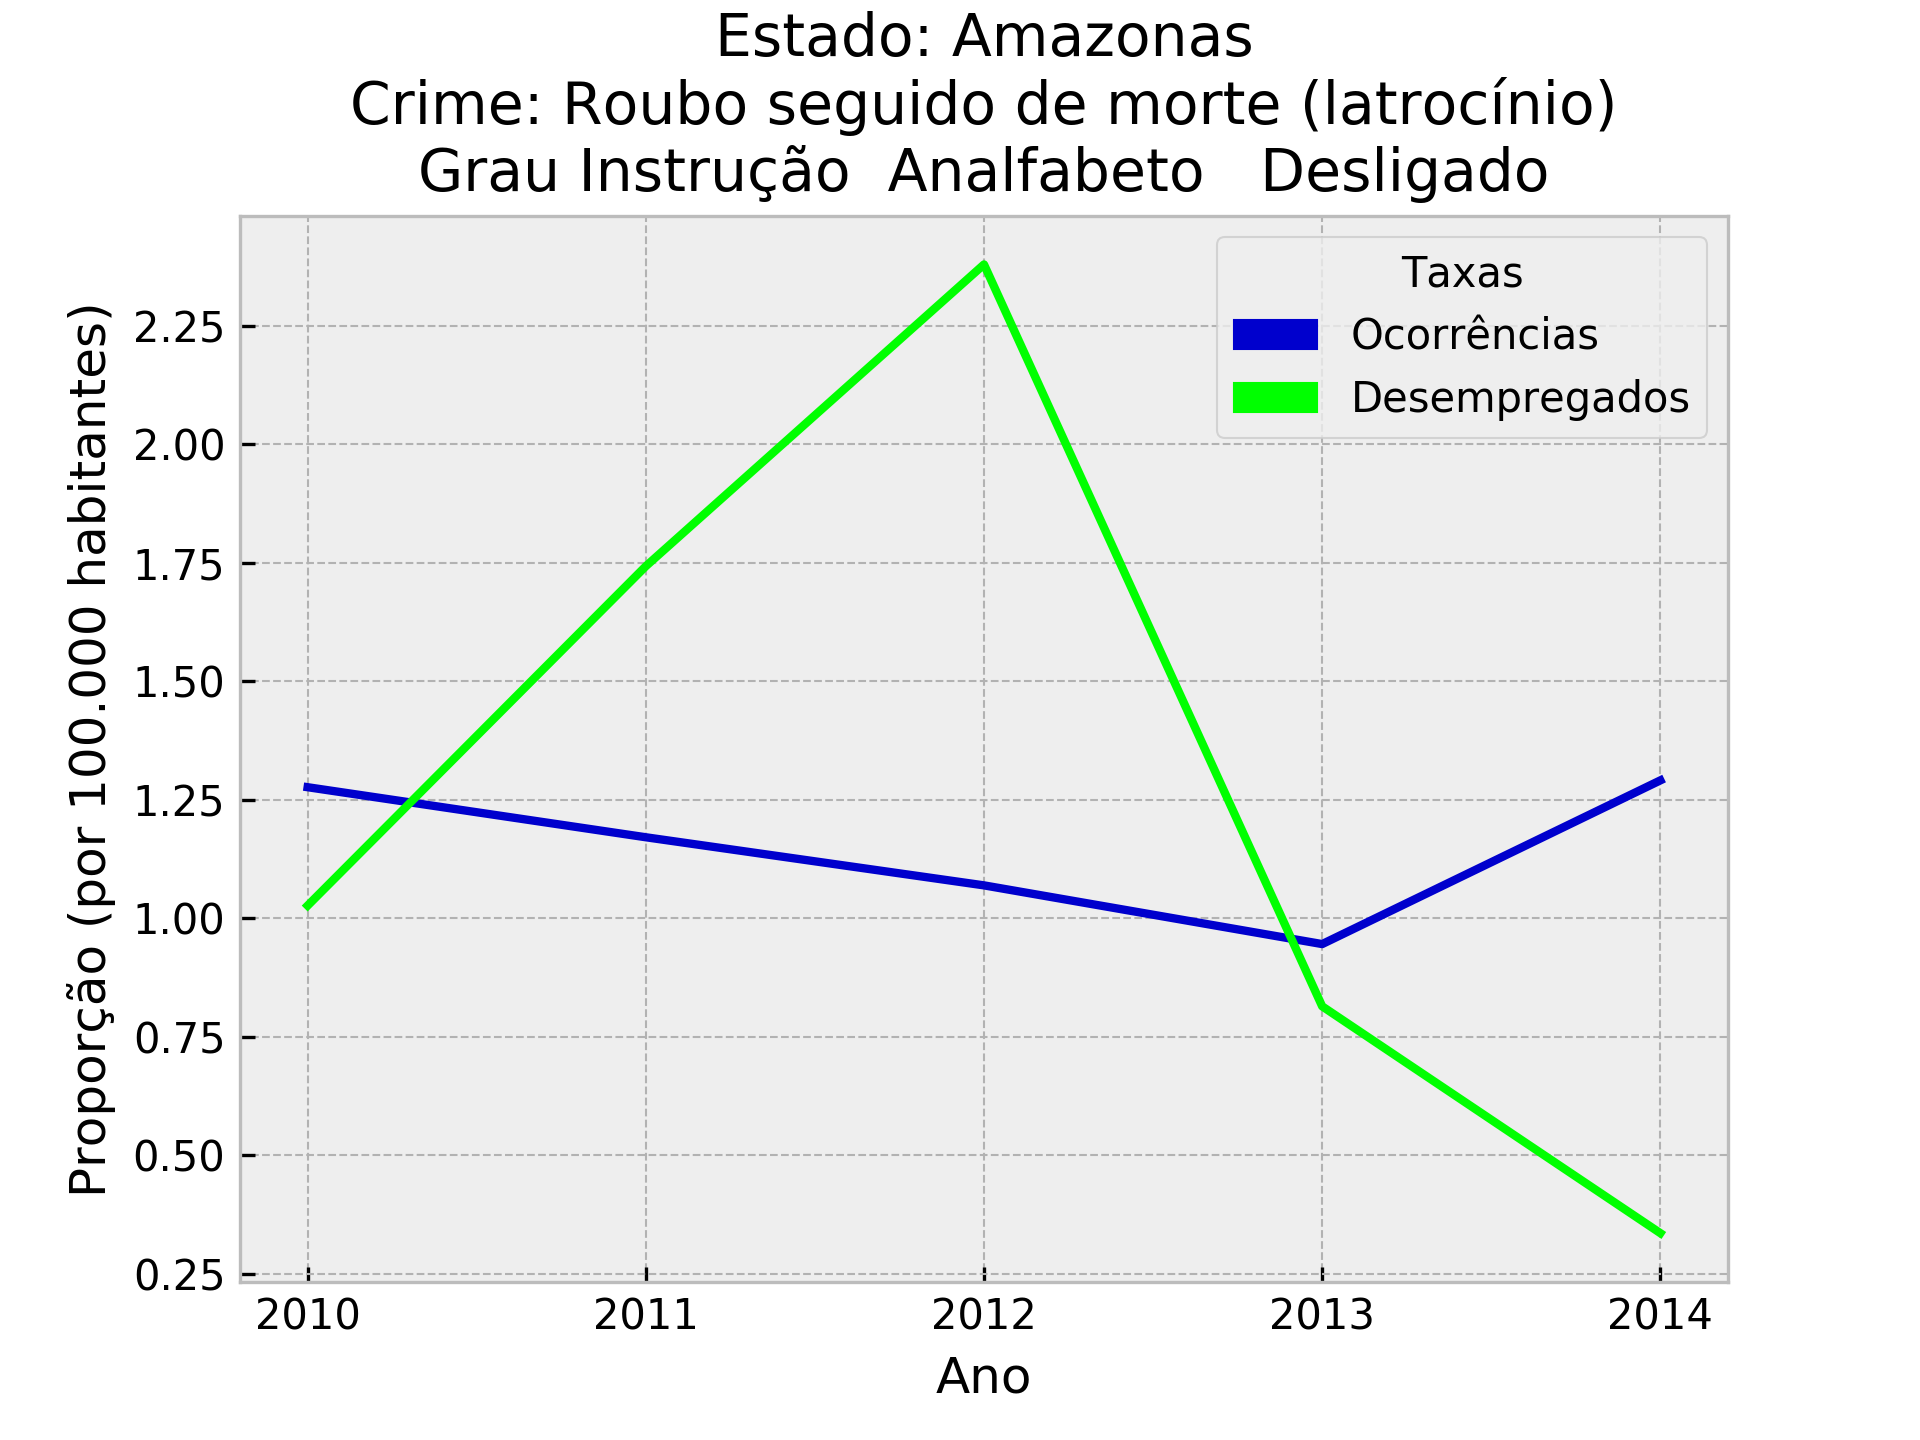 Estado: Amazonas
Crime: Roubo seguido de morte (latrocínio)
Grau Instrução  Analfabeto   Desligado
Taxas
Ocorrências
Desempregados
Proporção (por 100.000 habitantes)
2.25
2.00
1.75
1.50
1.25
1.00
0.75
0.50
0.25
2010 2011 2012 2013 2014
Ano